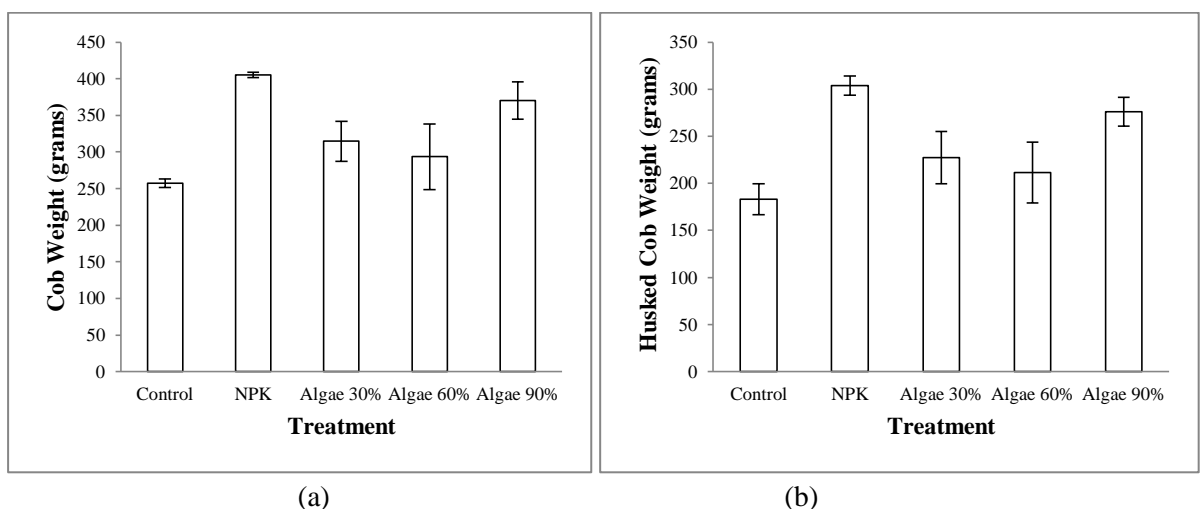 Cob Weight (grams)
450
400
350
300
250
200
150
100
50
0
Control NPK Algae 30% Algae 60% Algae 90%
Treatment
(a)
Husked Cob Weight (grams)
350
300
250
200
150
100
50
0
Control NPK Algae 30% Algae 60% Algae 90%
Treatment
(b)